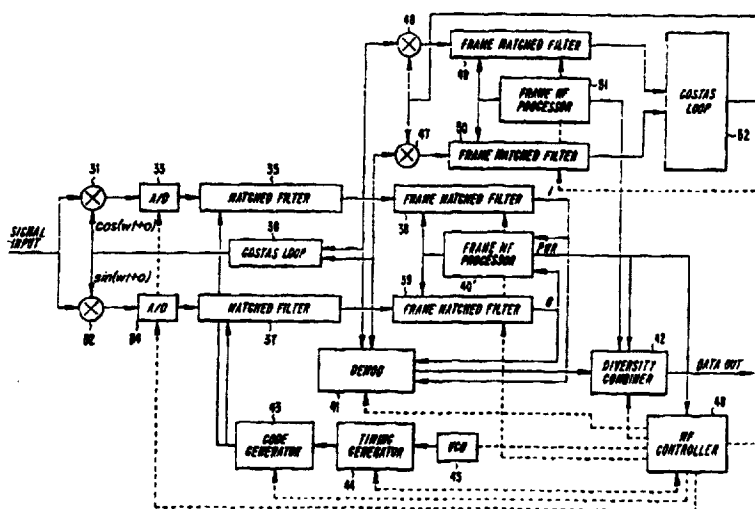 48
FRAME MATCHED FILTER
49
FRAME MF
PROCESSOR
51
COSTAS
LOOP
52
47
50
FRAME MATCHED FILTER
31
33
A/D
35
MATCHED FILTER
FRAME MATCHED FILTER
I
38
SIGNAL
INPUT
cos(wt+o)
36
COSTAS LOOP
FRAME MF
PROCESSOR
PWR
40'
sin(wt+o)
39
Q
32
A/D
34
MATCHED FILTER
37
FRAME MATCHED FILTER
DEMOD
41
42
DIVERSITY
COMBINER
DATA OUT
43
CODE
GENERATOR
TIMING
GENERATOR
44
VCO
45
MF
CONTROLLER